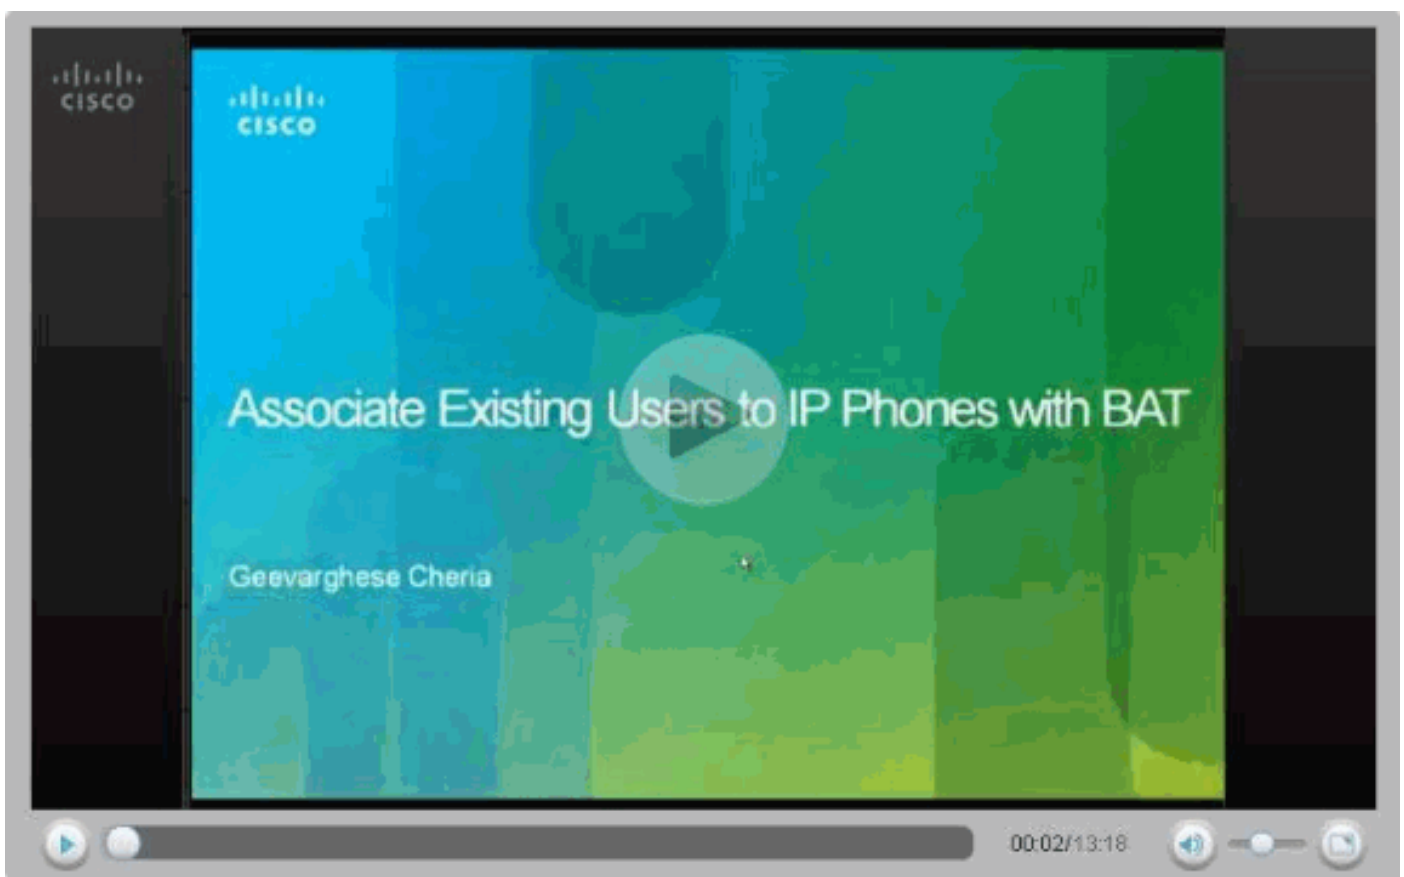 CISCO
CISCO
Associate Existing Users to IP Phones with BAT
Geevarghese Cheria
00:02/13:18